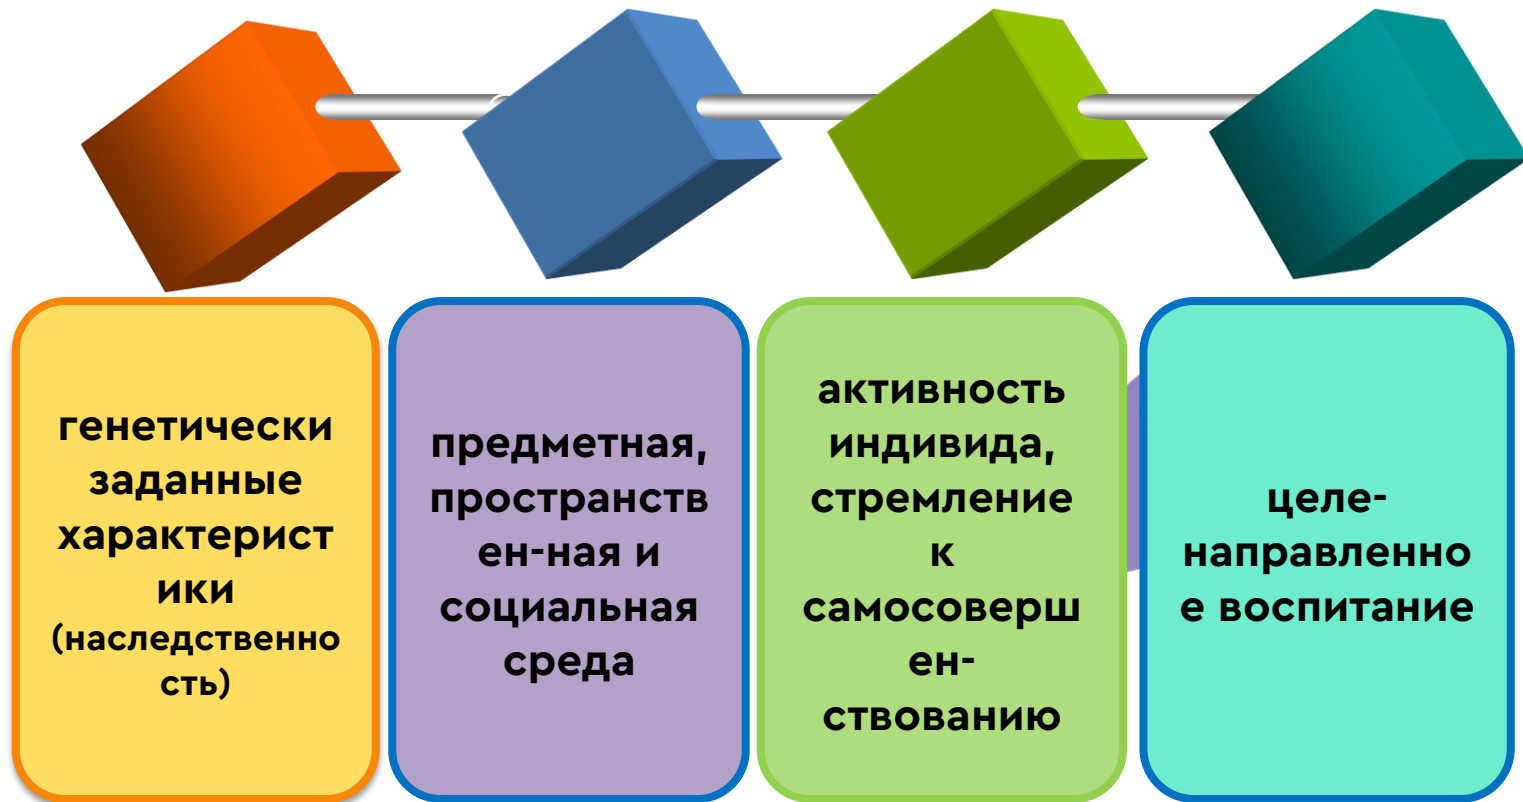 генетически
заданные
характерист
ики
(наследственно
сть)
предметная,
пространств
ен-ная и
социальная
среда
активность
индивида,
стремление
к
самосоверш
ен-
ствованию
целе-
направленно
е воспитание